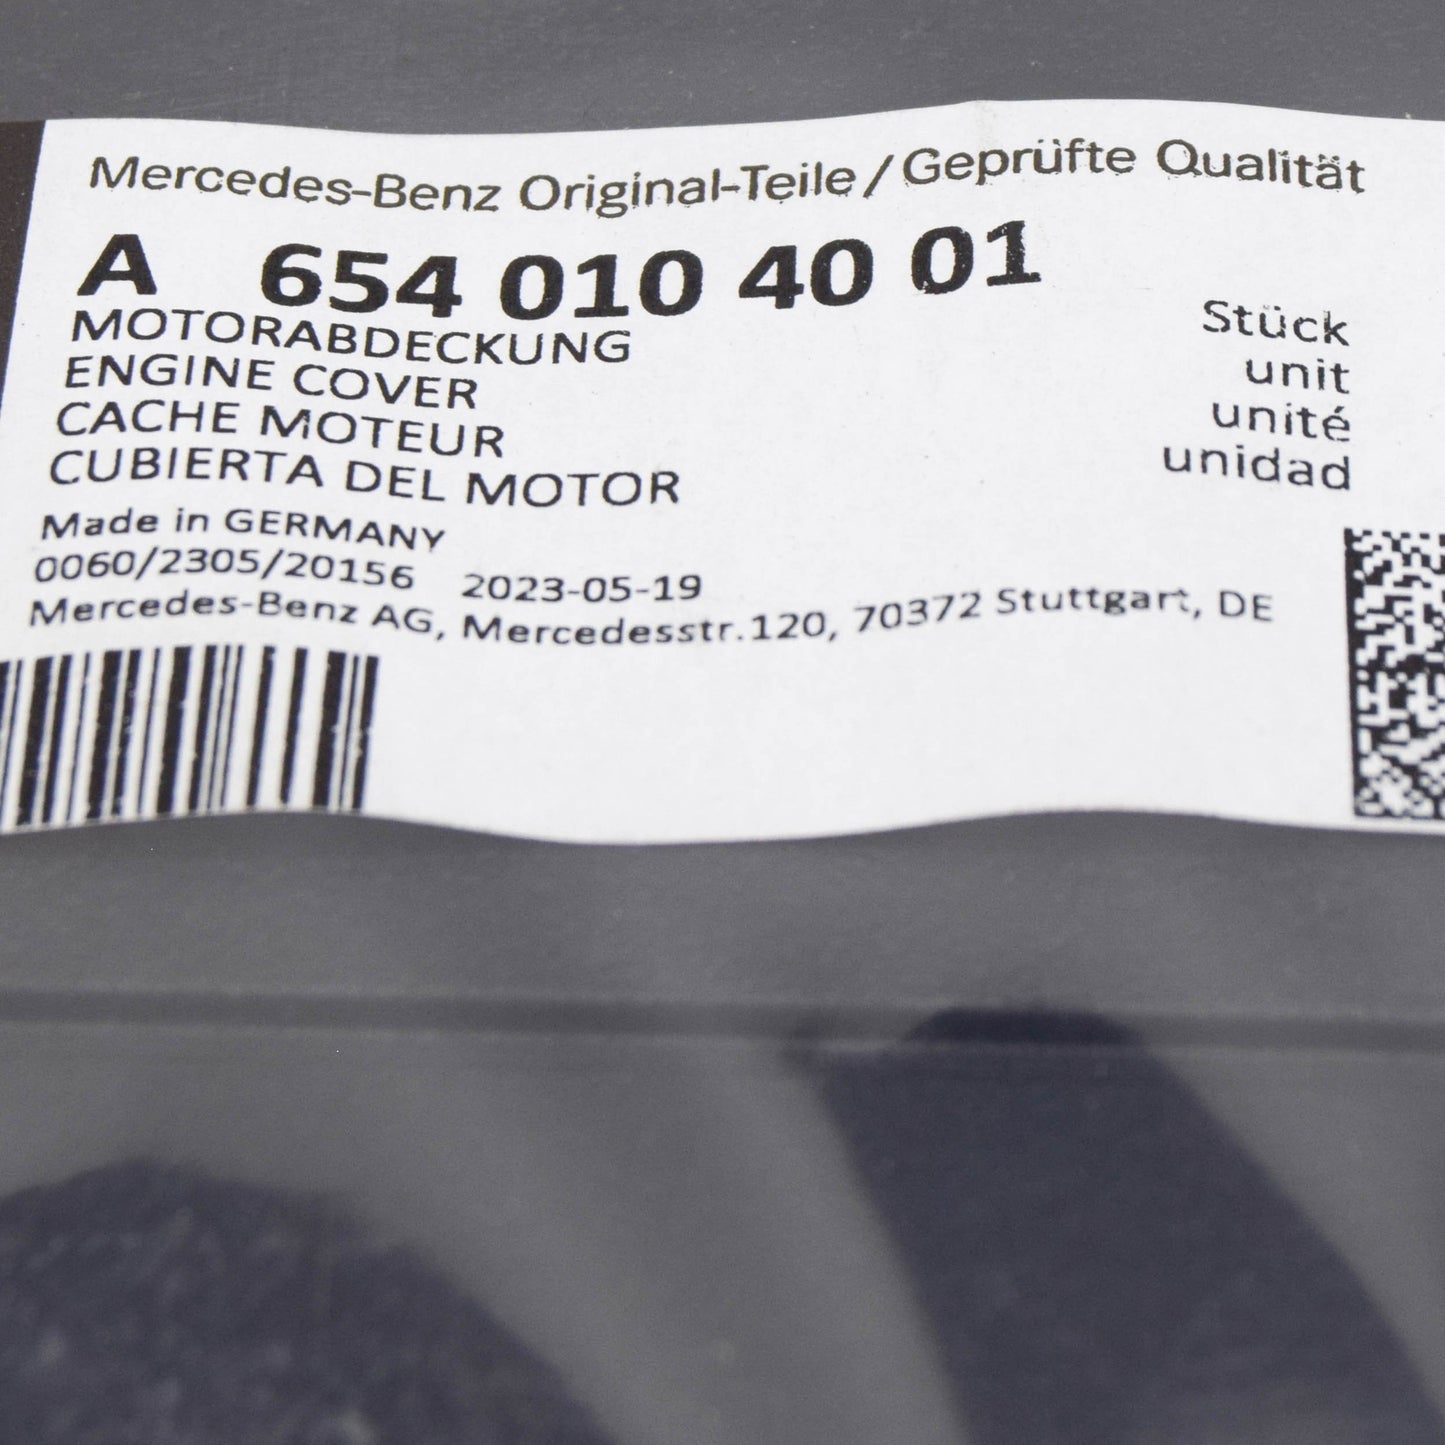 Mercedes-Benz Original-Teile / Geprüfte Qualität
A 654 010 40 01
MOTORABDECKUNG Stück
ENGINE COVER unit
CACHE MOTEUR unité
CUBIERTA DEL MOTOR unidad
Made in GERMANY
0060/2305/20156 2023-05-19
Mercedes-Benz AG, Mercedesstr.120, 70372 Stuttgart, DE